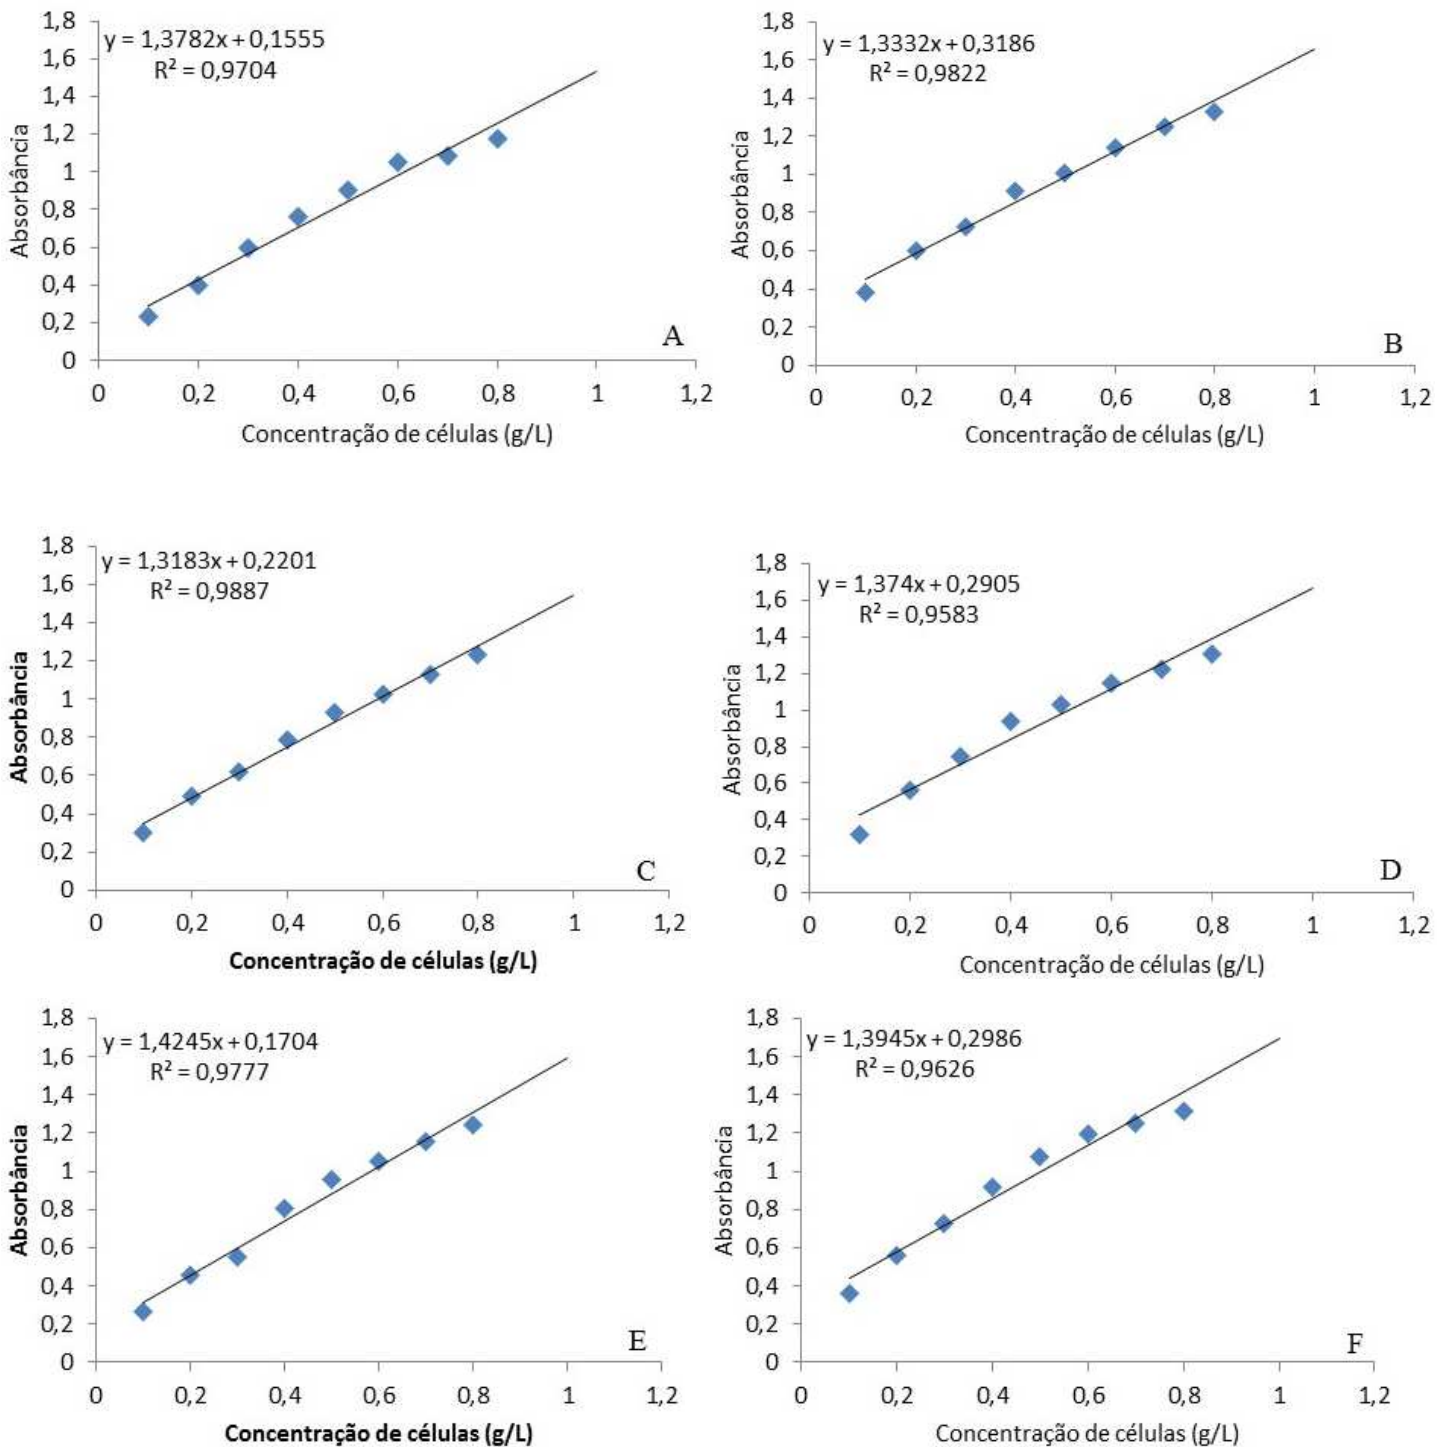 1,8
y = 1,3782x + 0,1555
1,6
R² = 0,9704
1,4
1,2
1
0,8
0,6
0,4
0,2
0
Absorbância
A
0 0,2 0,4 0,6 0,8 1 1,2
Concentração de células (g/L)
1,8
y = 1,3332x + 0,3186
1,6
R² = 0,9822
1,4
1,2
1
0,8
0,6
0,4
0,2
0
Absorbância
B
0 0,2 0,4 0,6 0,8 1 1,2
Concentração de células (g/L)
1,8
y = 1,3183x + 0,2201
1,6
R² = 0,9887
1,4
1,2
1
0,8
0,6
0,4
0,2
0
Absorbância
C
0 0,2 0,4 0,6 0,8 1 1,2
Concentração de células (g/L)
1,8
y = 1,374x + 0,2905
1,6
R² = 0,9583
1,4
1,2
1
0,8
0,6
0,4
0,2
0
Absorbância
D
0 0,2 0,4 0,6 0,8 1 1,2
Concentração de células (g/L)
1,8
y = 1,4245x + 0,1704
1,6
R² = 0,9777
1,4
1,2
1
0,8
0,6
0,4
0,2
0
Absorbância
E
0 0,2 0,4 0,6 0,8 1 1,2
Concentração de células (g/L)
1,8
y = 1,3945x + 0,2986
1,6
R² = 0,9626
1,4
1,2
1
0,8
0,6
0,4
0,2
0
Absorbância
F
0 0,2 0,4 0,6 0,8 1 1,2
Concentração de células (g/L)